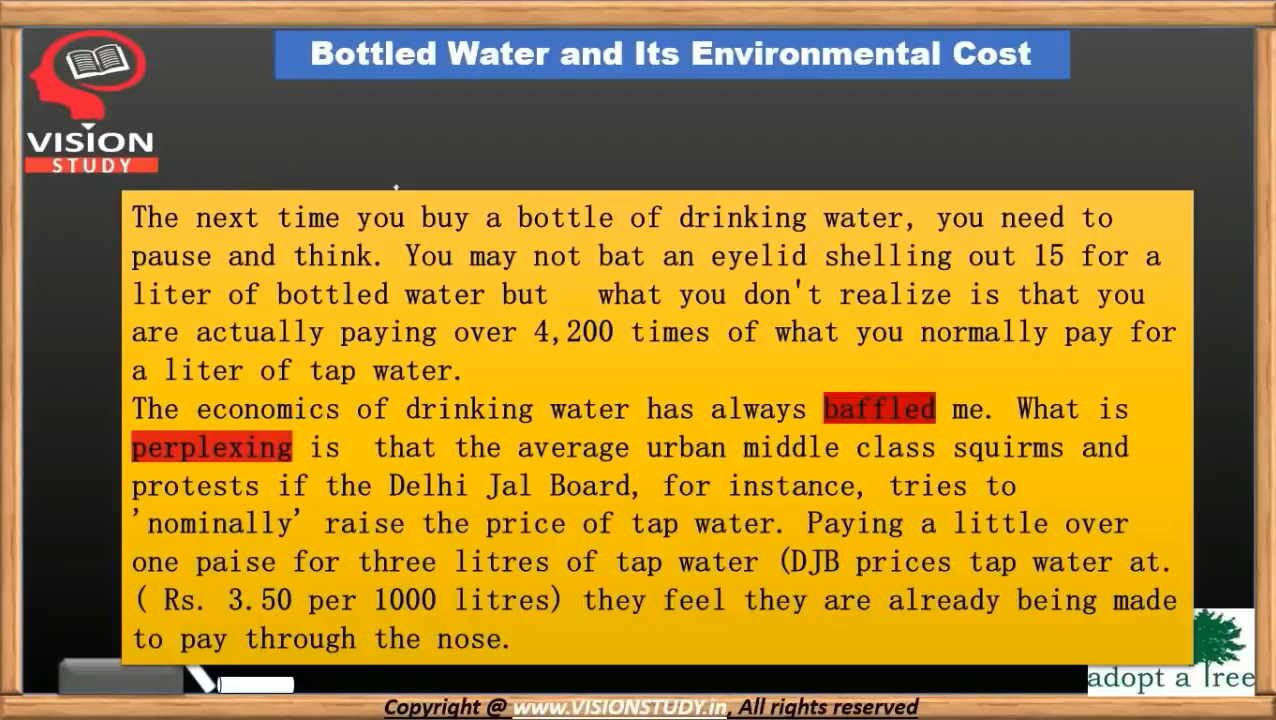 Bottled Water and Its Environmental Cost
VISION
STUDY
The next time you buy a bottle of drinking water, you need to
pause and think. You may not bat an eyelid shelling out 15 for a
liter of bottled water but what you don't realize is that you
are actually paying over 4,200 times of what you normally pay for
a liter of tap water.
The economics of drinking water has always baffled me. What is
perplexing is that the average urban middle class squirms and
protests if the Delhi Jal Board, for instance, tries to
'nominally' raise the price of tap water. Paying a little over
one paise for three litres of tap water (DJB prices tap water at.
( Rs. 3.50 per 1000 litres) they feel they are already being made
to pay through the nose.
adopt a Tree
Copyright @ www.VISIONSTUDY.in, All rights reserved